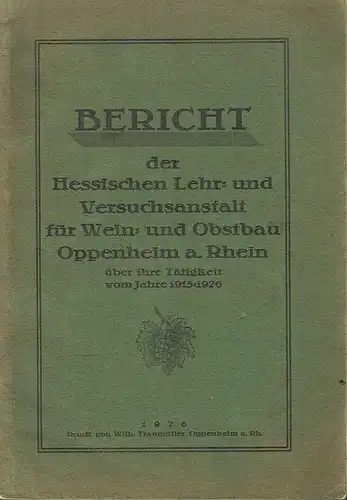 BERICHT
der
Hessischen Lehr- und
Versuchsanstalt
für Wein- und Obstbau
Oppenheim a. Rhein
über ihre Tätigkeit
vom Jahre 1915-1926
1926
Druck von Wilh. Traumüller, Oppenheim a. Rh.